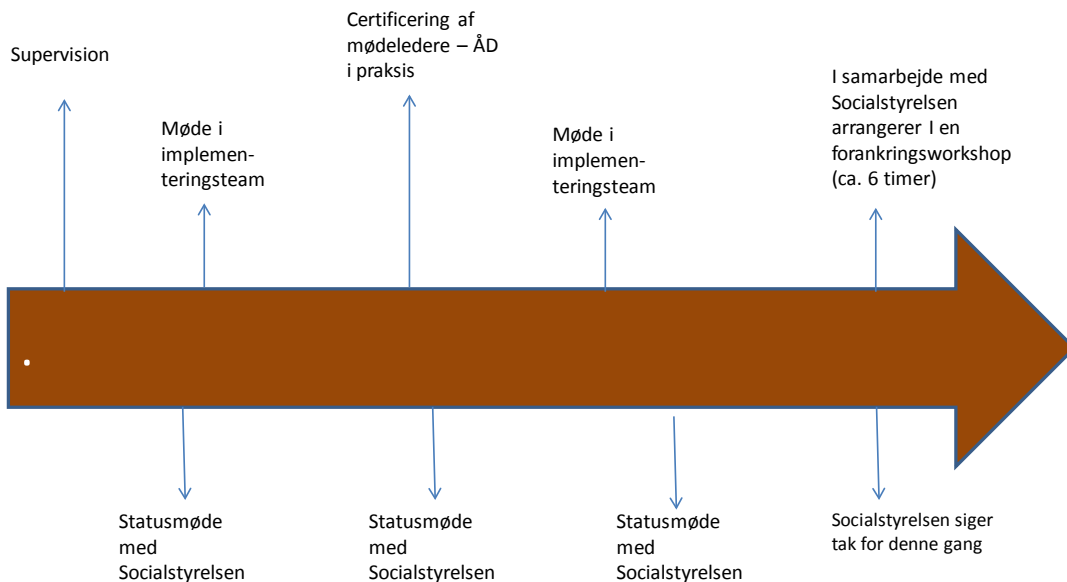 Supervision
Møde i
implemen-
teringsteam
Certificering af
mødeledere – ÅD
i praksis
Møde i
implemen-
teringsteam
I samarbejde med
Socialstyrelsen
arrangerer I en
forankringsworkshop
(ca. 6 timer)
Statusmøde
med
Socialstyrelsen
Statusmøde
med
Socialstyrelsen
Statusmøde
med
Socialstyrelsen
Socialstyrelsen siger
tak for denne gang